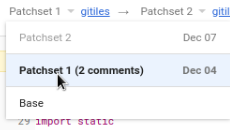 Patchset 1 gitiles → Patchset 2 gitiles
Patchset 2 Dec 07
Patchset 1 (2 comments) Dec 04
Base
29 import static